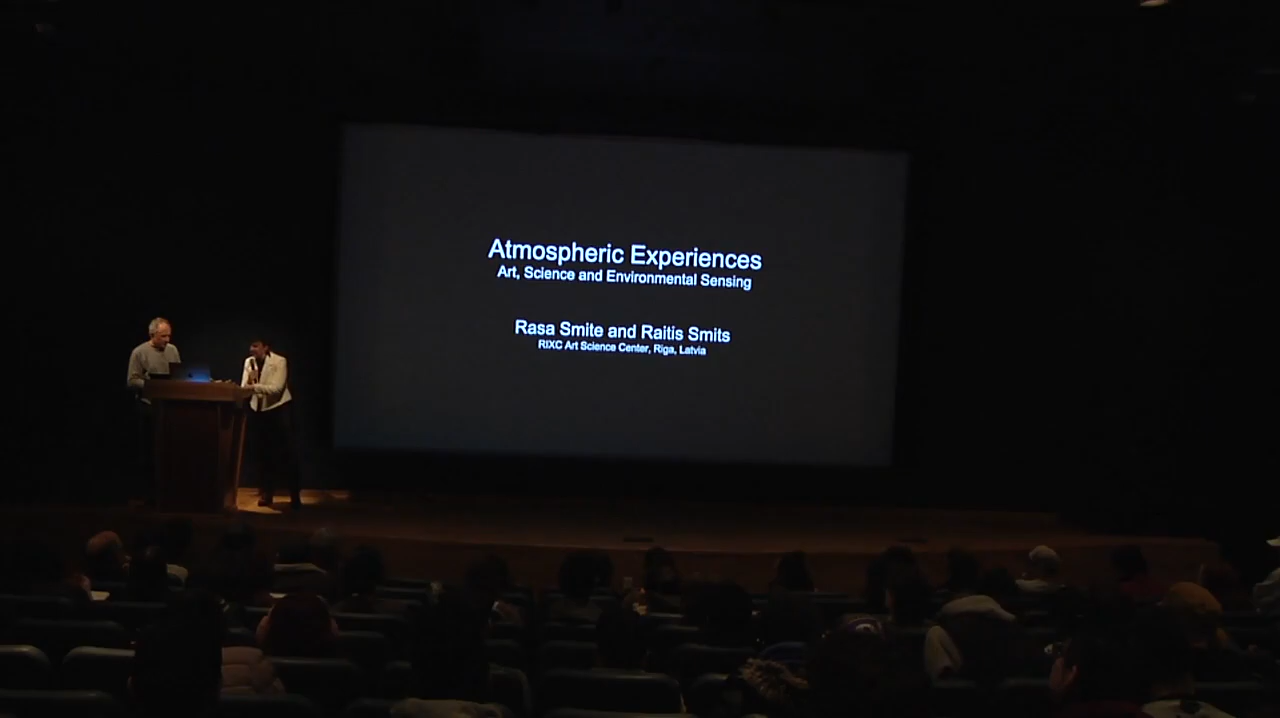 Atmospheric Experiences
Art, Science and Environmental Sensing
Rasa Smite and Raitis Smits
RIXC Art Science Center, Riga, Latvia